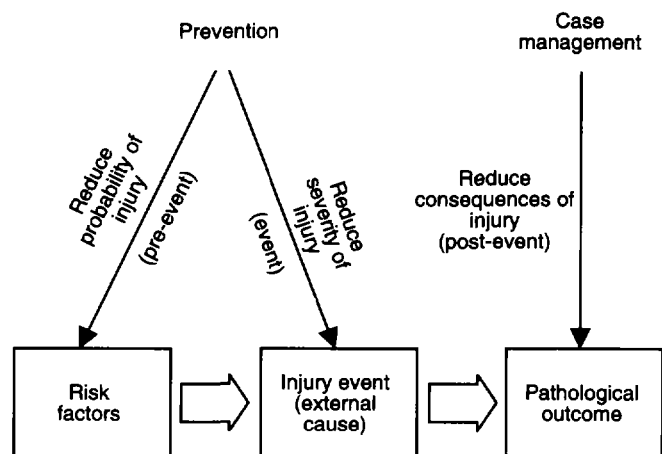 Prevention
Case
management
Reduce
probability of
injury
(pre-event)
Reduce
severity of
injury
(event)
Reduce
consequences of
injury
(post-event)
Risk
factors
Injury event
(external
cause)
Pathological
outcome